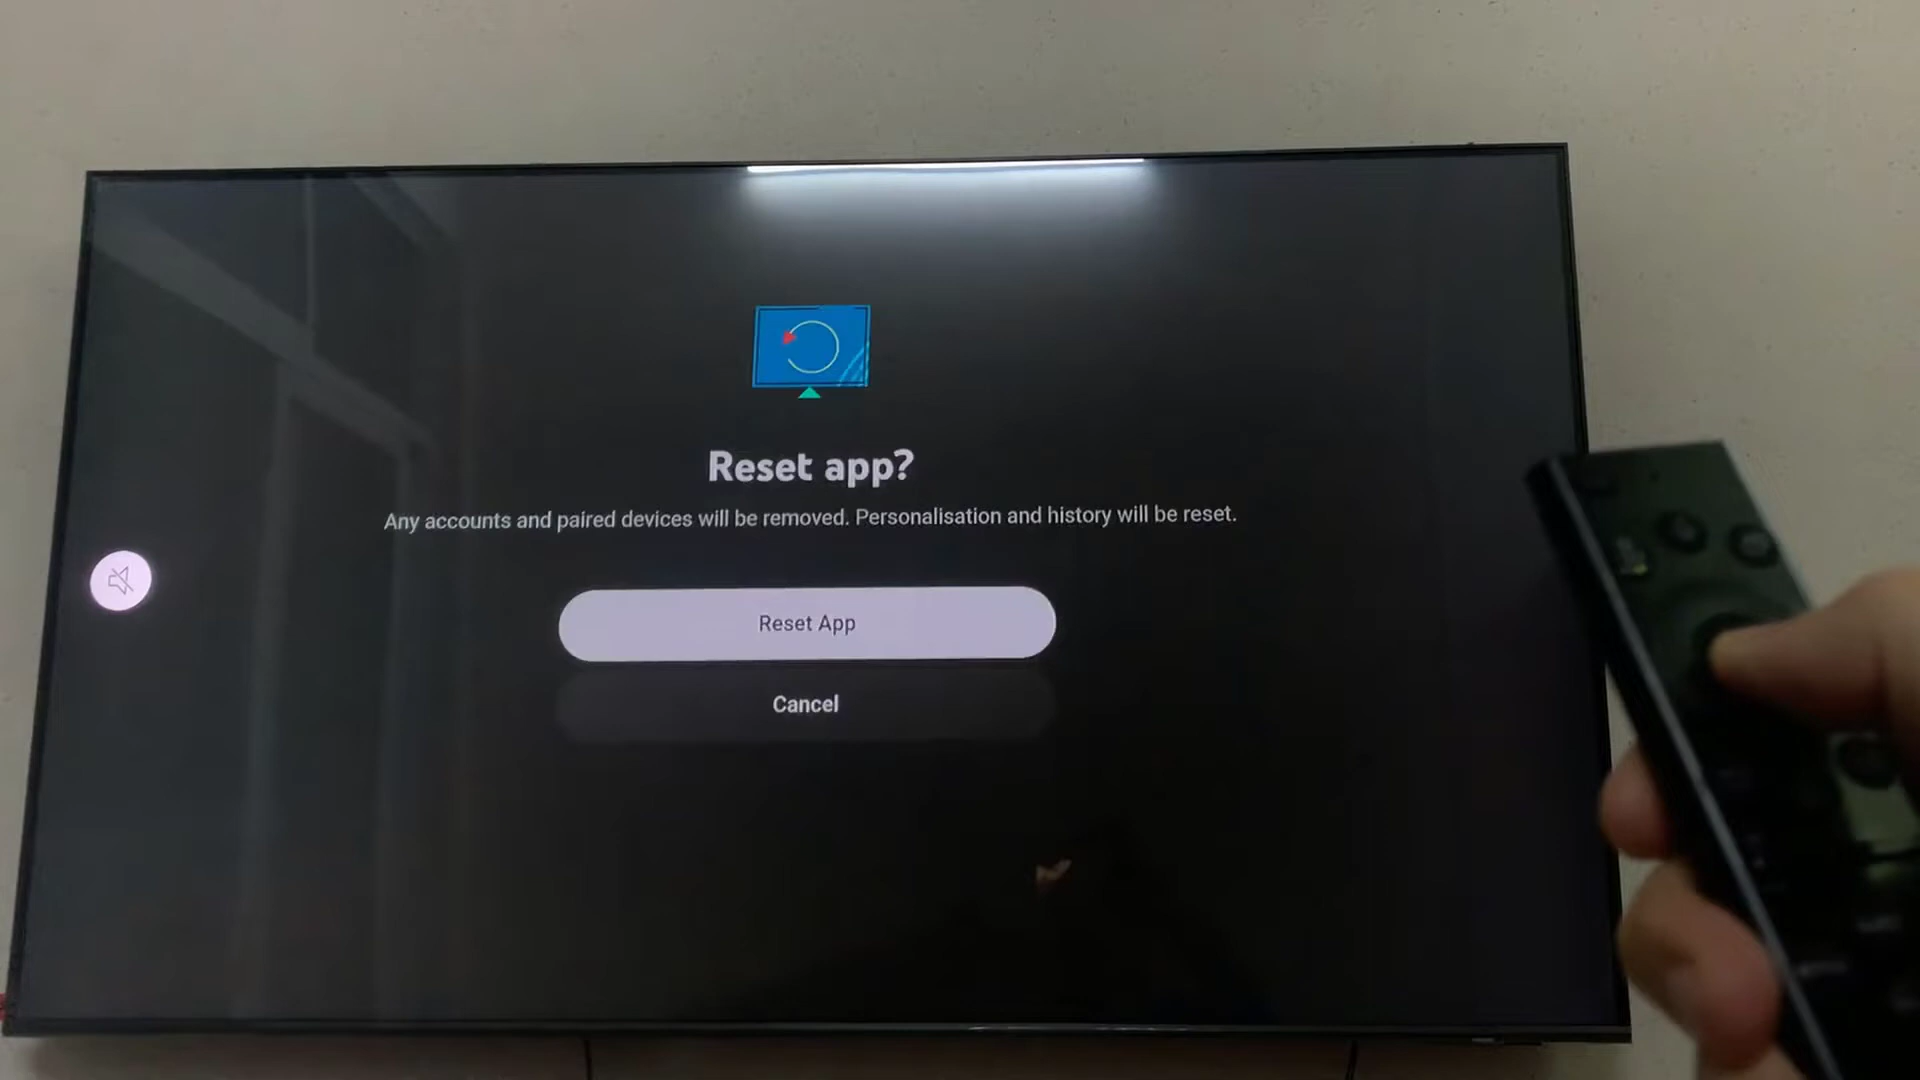 Reset app?
Any accounts and paired devices will be removed. Personalisation and history will be reset.
Reset App
Cancel